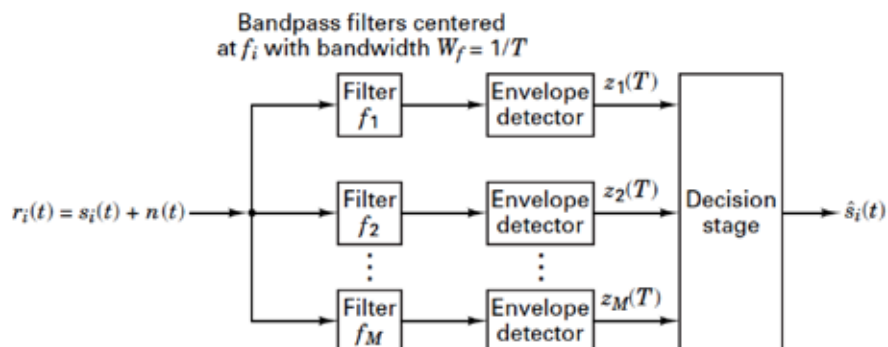 Bandpass filters centered
at f_i with bandwidth W_f = 1/T
Filter
f_1
Envelope
detector
z_1(T)
r_i(t) = s_i(t) + n(t)
Filter
f_2
Envelope
detector
z_2(T)
Decision
stage
ŝ_i(t)
⋮
⋮
Filter
f_M
Envelope
detector
z_M(T)